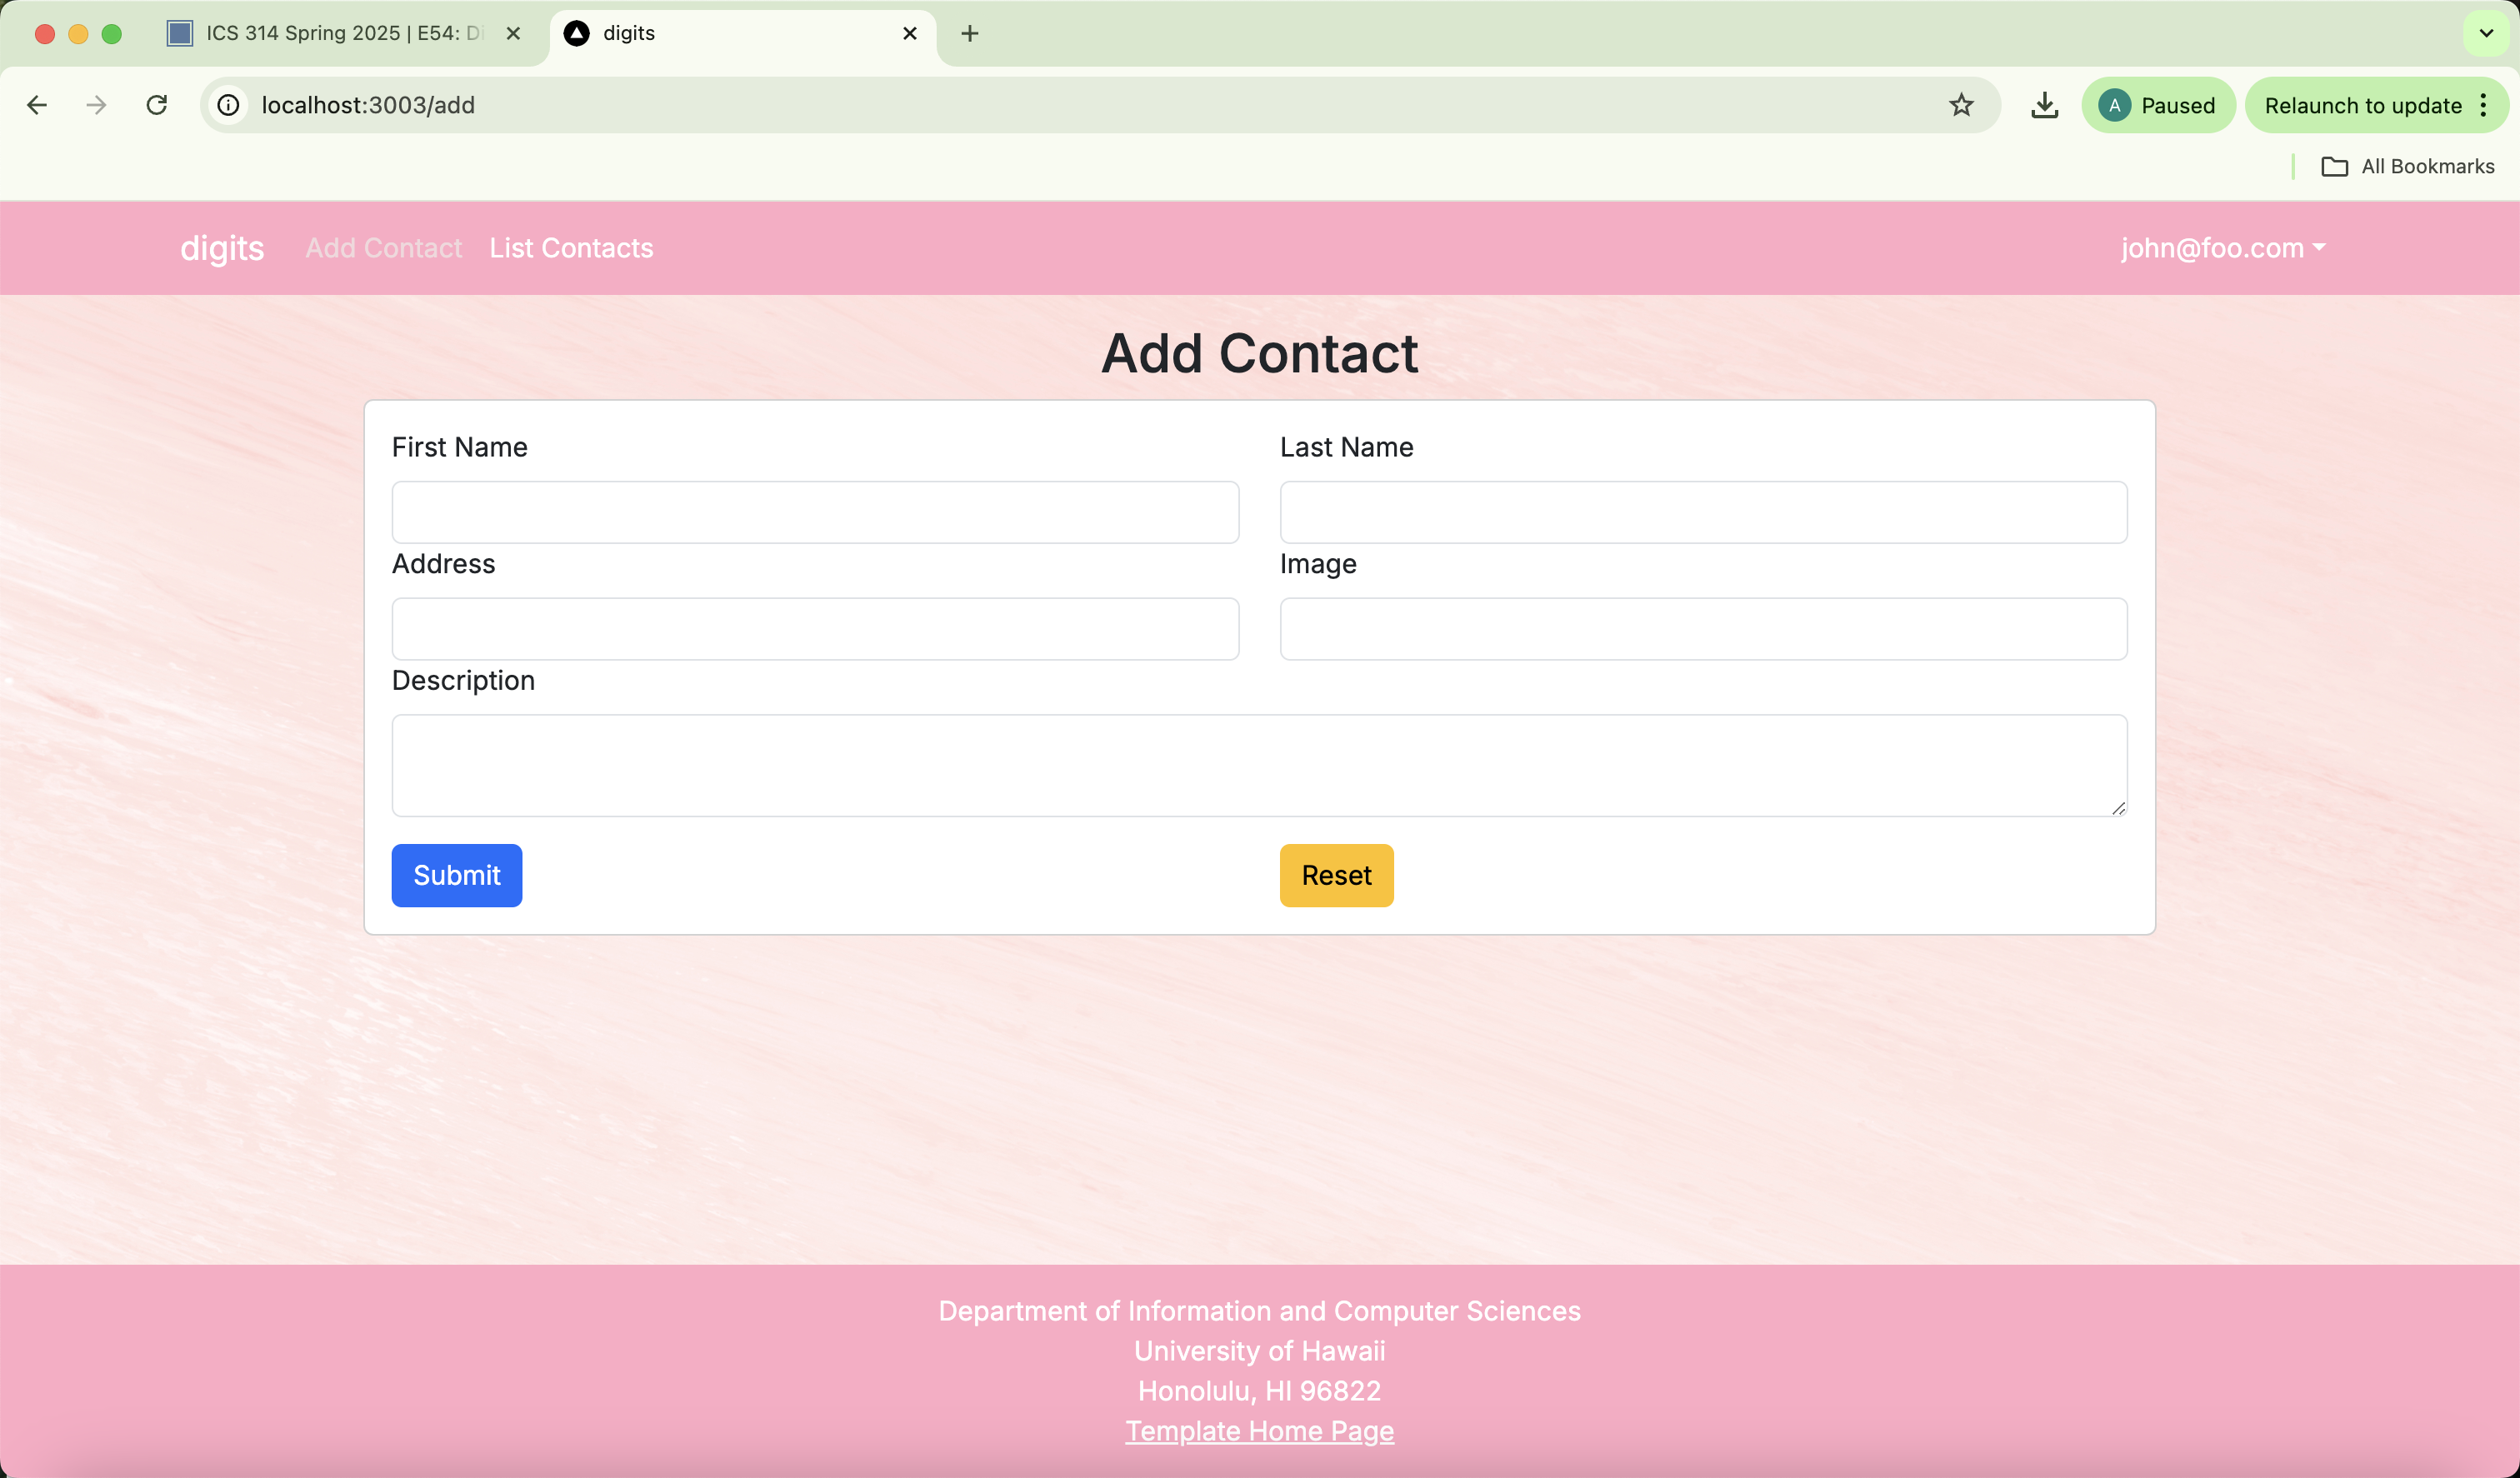 ICS 314 Spring 2025 | E54: Di
digits
localhost:3003/add
A Paused
Relaunch to update
All Bookmarks
digits Add Contact List Contacts john@foo.com
Add Contact
First Name Last Name
Address Image
Description
Submit Reset
Department of Information and Computer Sciences
University of Hawaii
Honolulu, HI 96822
Template Home Page